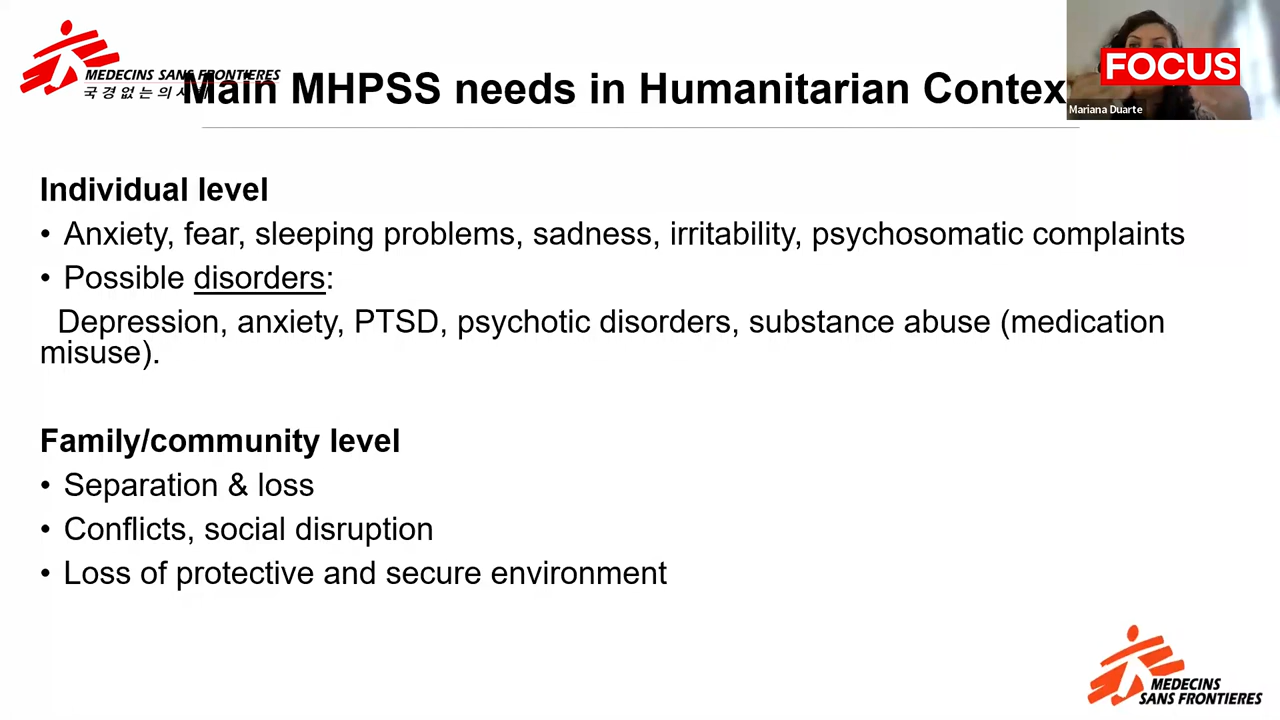 MEDECINS SANS FRONTIERES
국경없는의사회
Main MHPSS needs in Humanitarian Contex
FOCUS
Mariana Duarte
Individual level
• Anxiety, fear, sleeping problems, sadness, irritability, psychosomatic complaints
• Possible disorders:
Depression, anxiety, PTSD, psychotic disorders, substance abuse (medication
misuse).
Family/community level
• Separation & loss
• Conflicts, social disruption
• Loss of protective and secure environment
MEDECINS
SANS FRONTIERES